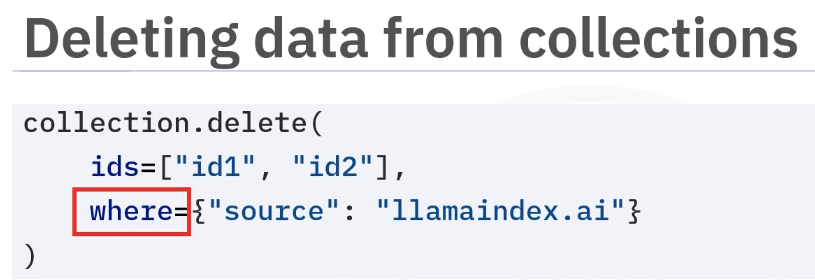 Deleting data from collections
collection.delete(
    ids=["id1", "id2"],
    where={"source": "llamaindex.ai"}
)